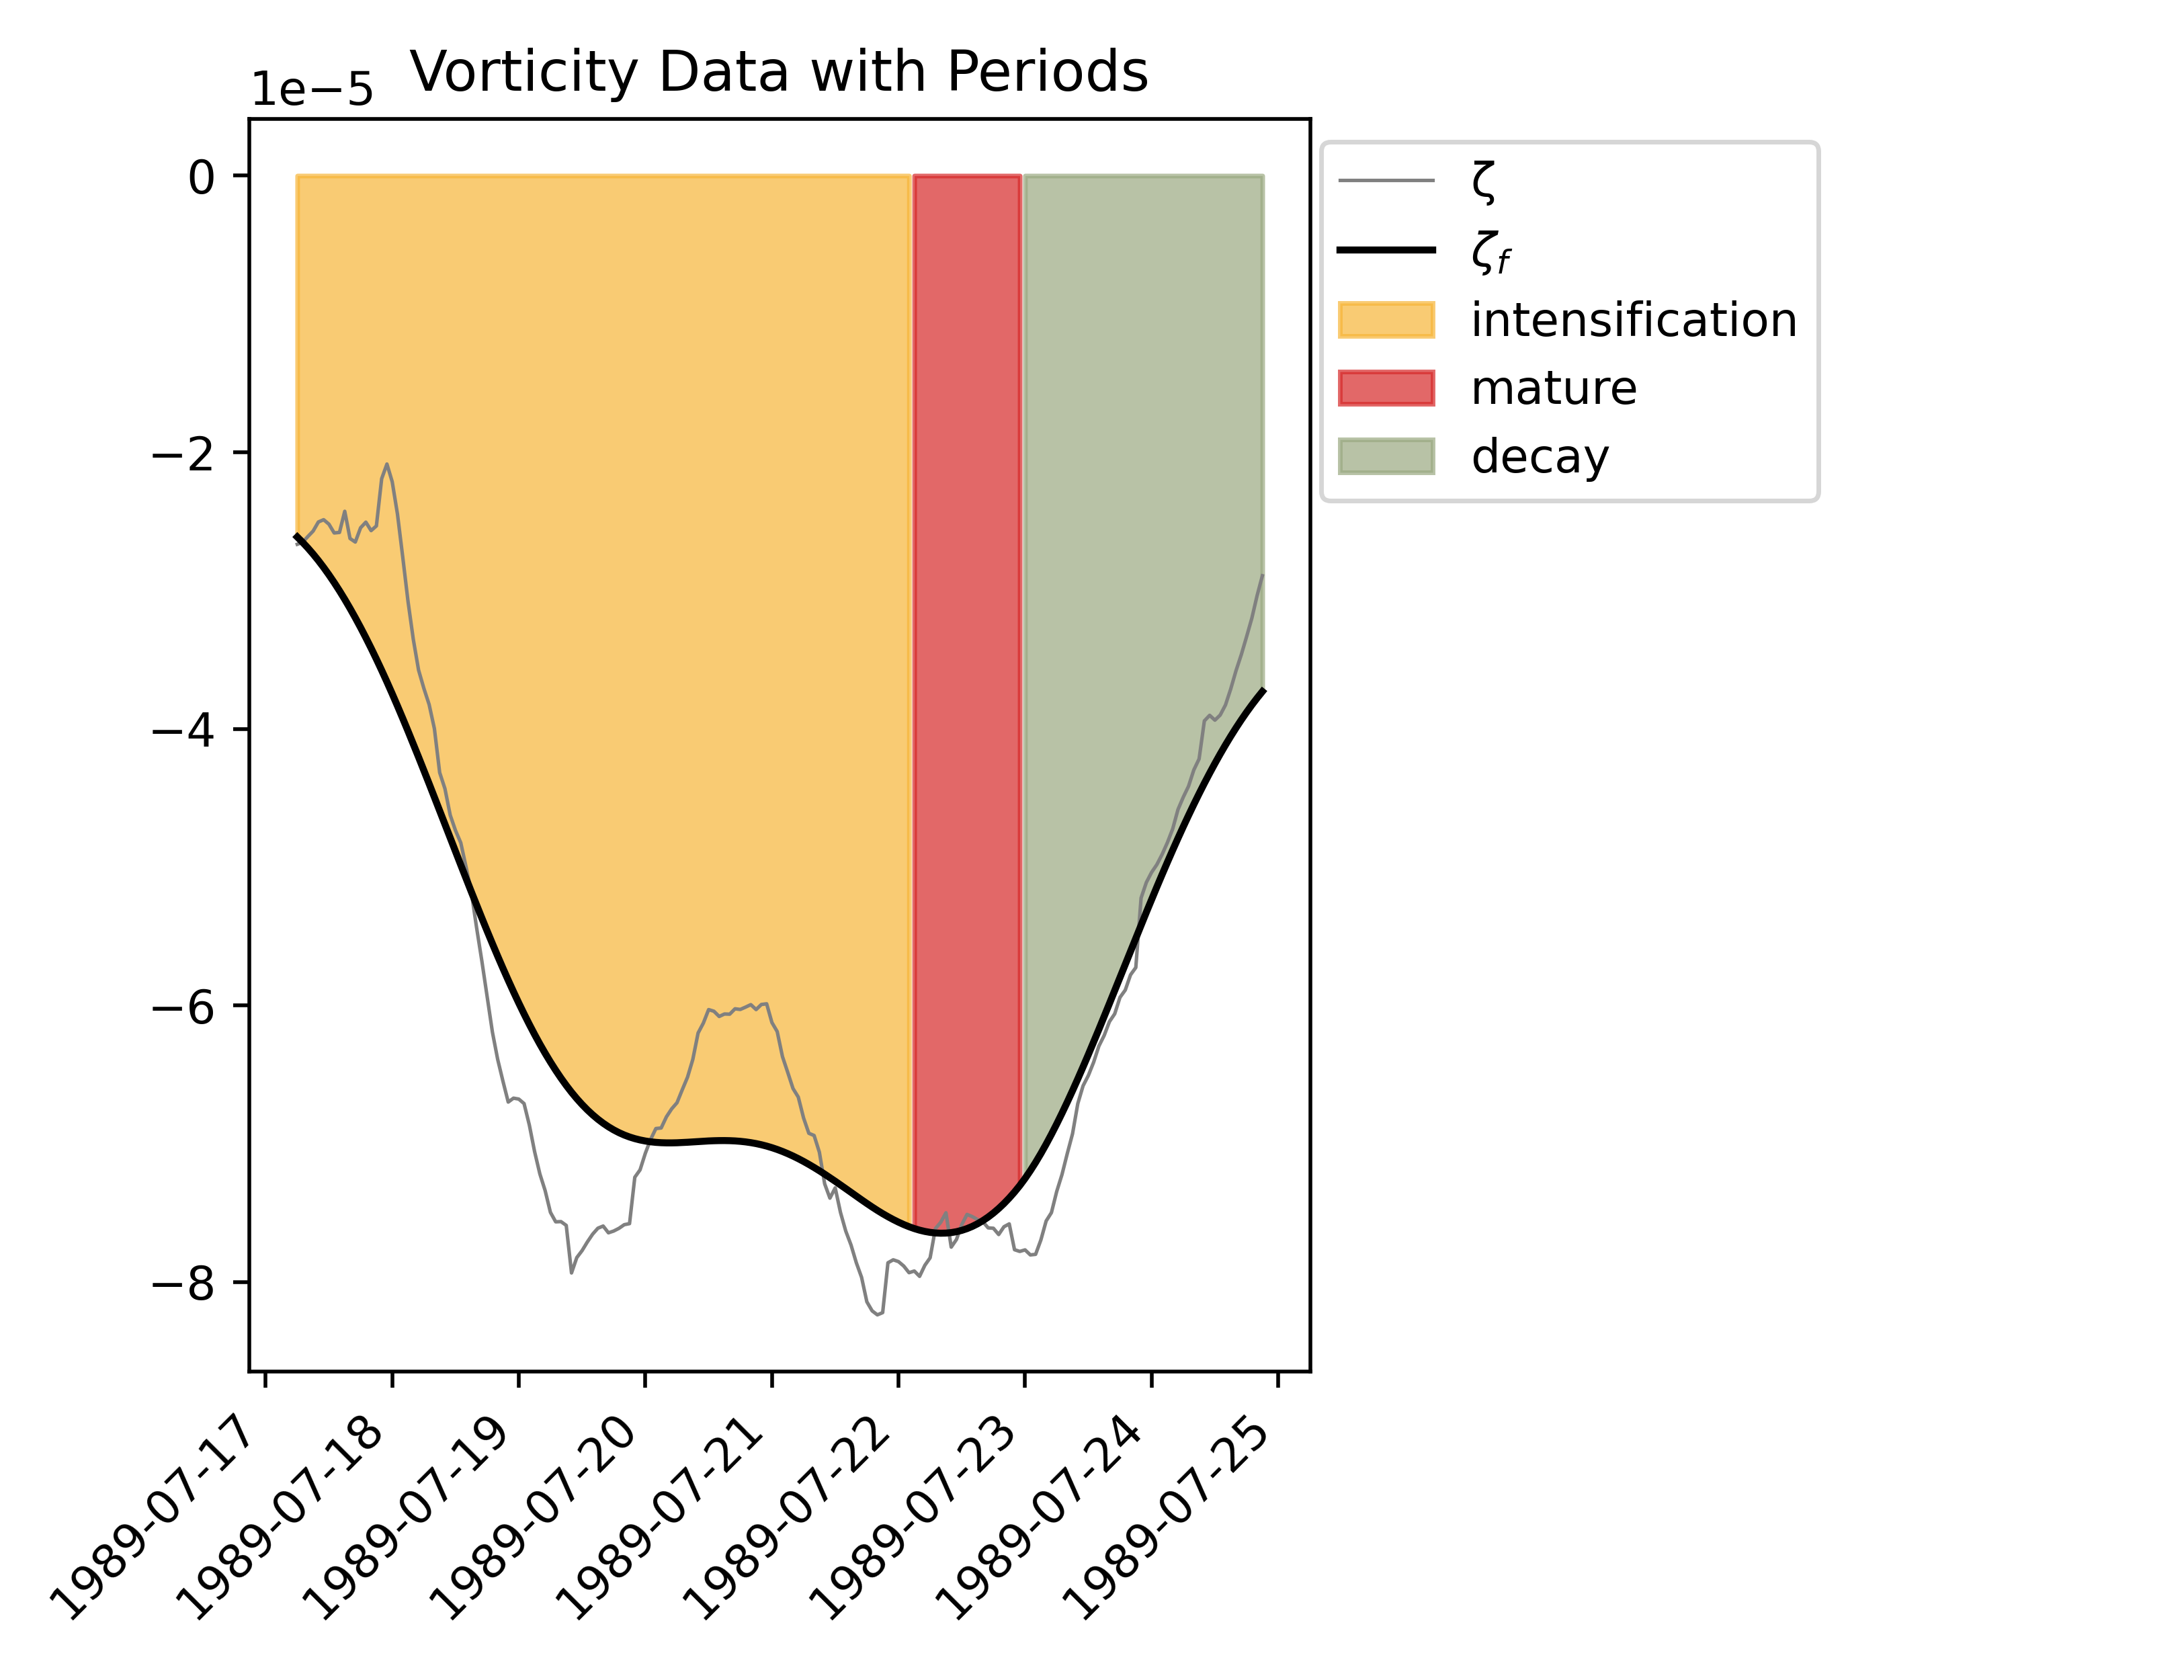 Vorticity Data with Periods
1e−5
0
−2
−4
−6
−8
1989-07-17
1989-07-18
1989-07-19
1989-07-20
1989-07-21
1989-07-22
1989-07-23
1989-07-24
1989-07-25
ζ
ζf
intensification
mature
decay